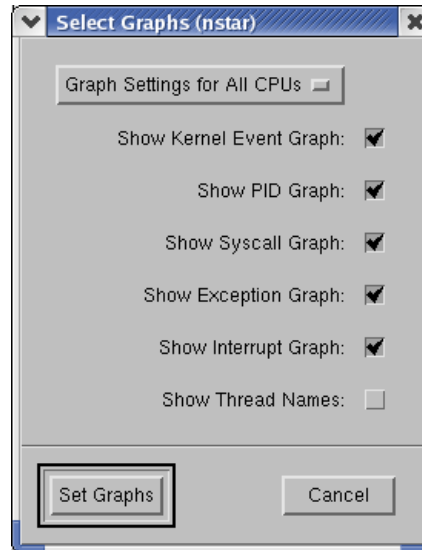 Select Graphs (nstar)
Graph Settings for All CPUs
Show Kernel Event Graph:
Show PID Graph:
Show Syscall Graph:
Show Exception Graph:
Show Interrupt Graph:
Show Thread Names:
Set Graphs
Cancel